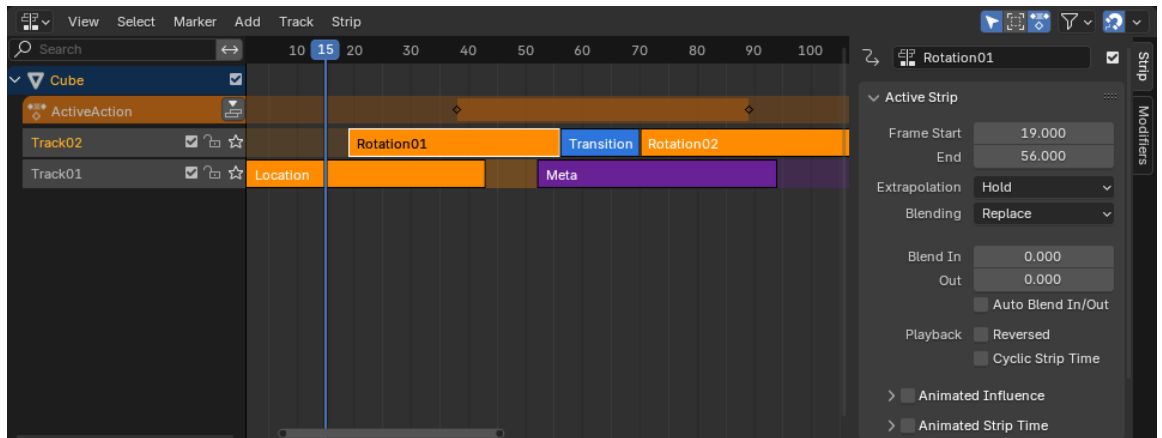 View Select Marker Add Track Strip
Search
10 15 20 30 40 50 60 70 80 90 100
Rotation01
Strip
Modifiers
Cube
Active Strip
ActiveAction
Frame Start 19.000
End 56.000
Track02
Rotation01 Transition Rotation02
Track01
Location Meta
Extrapolation Hold
Blending Replace
Blend In 0.000
Out 0.000
Auto Blend In/Out
Playback Reversed
Cyclic Strip Time
Animated Influence
Animated Strip Time